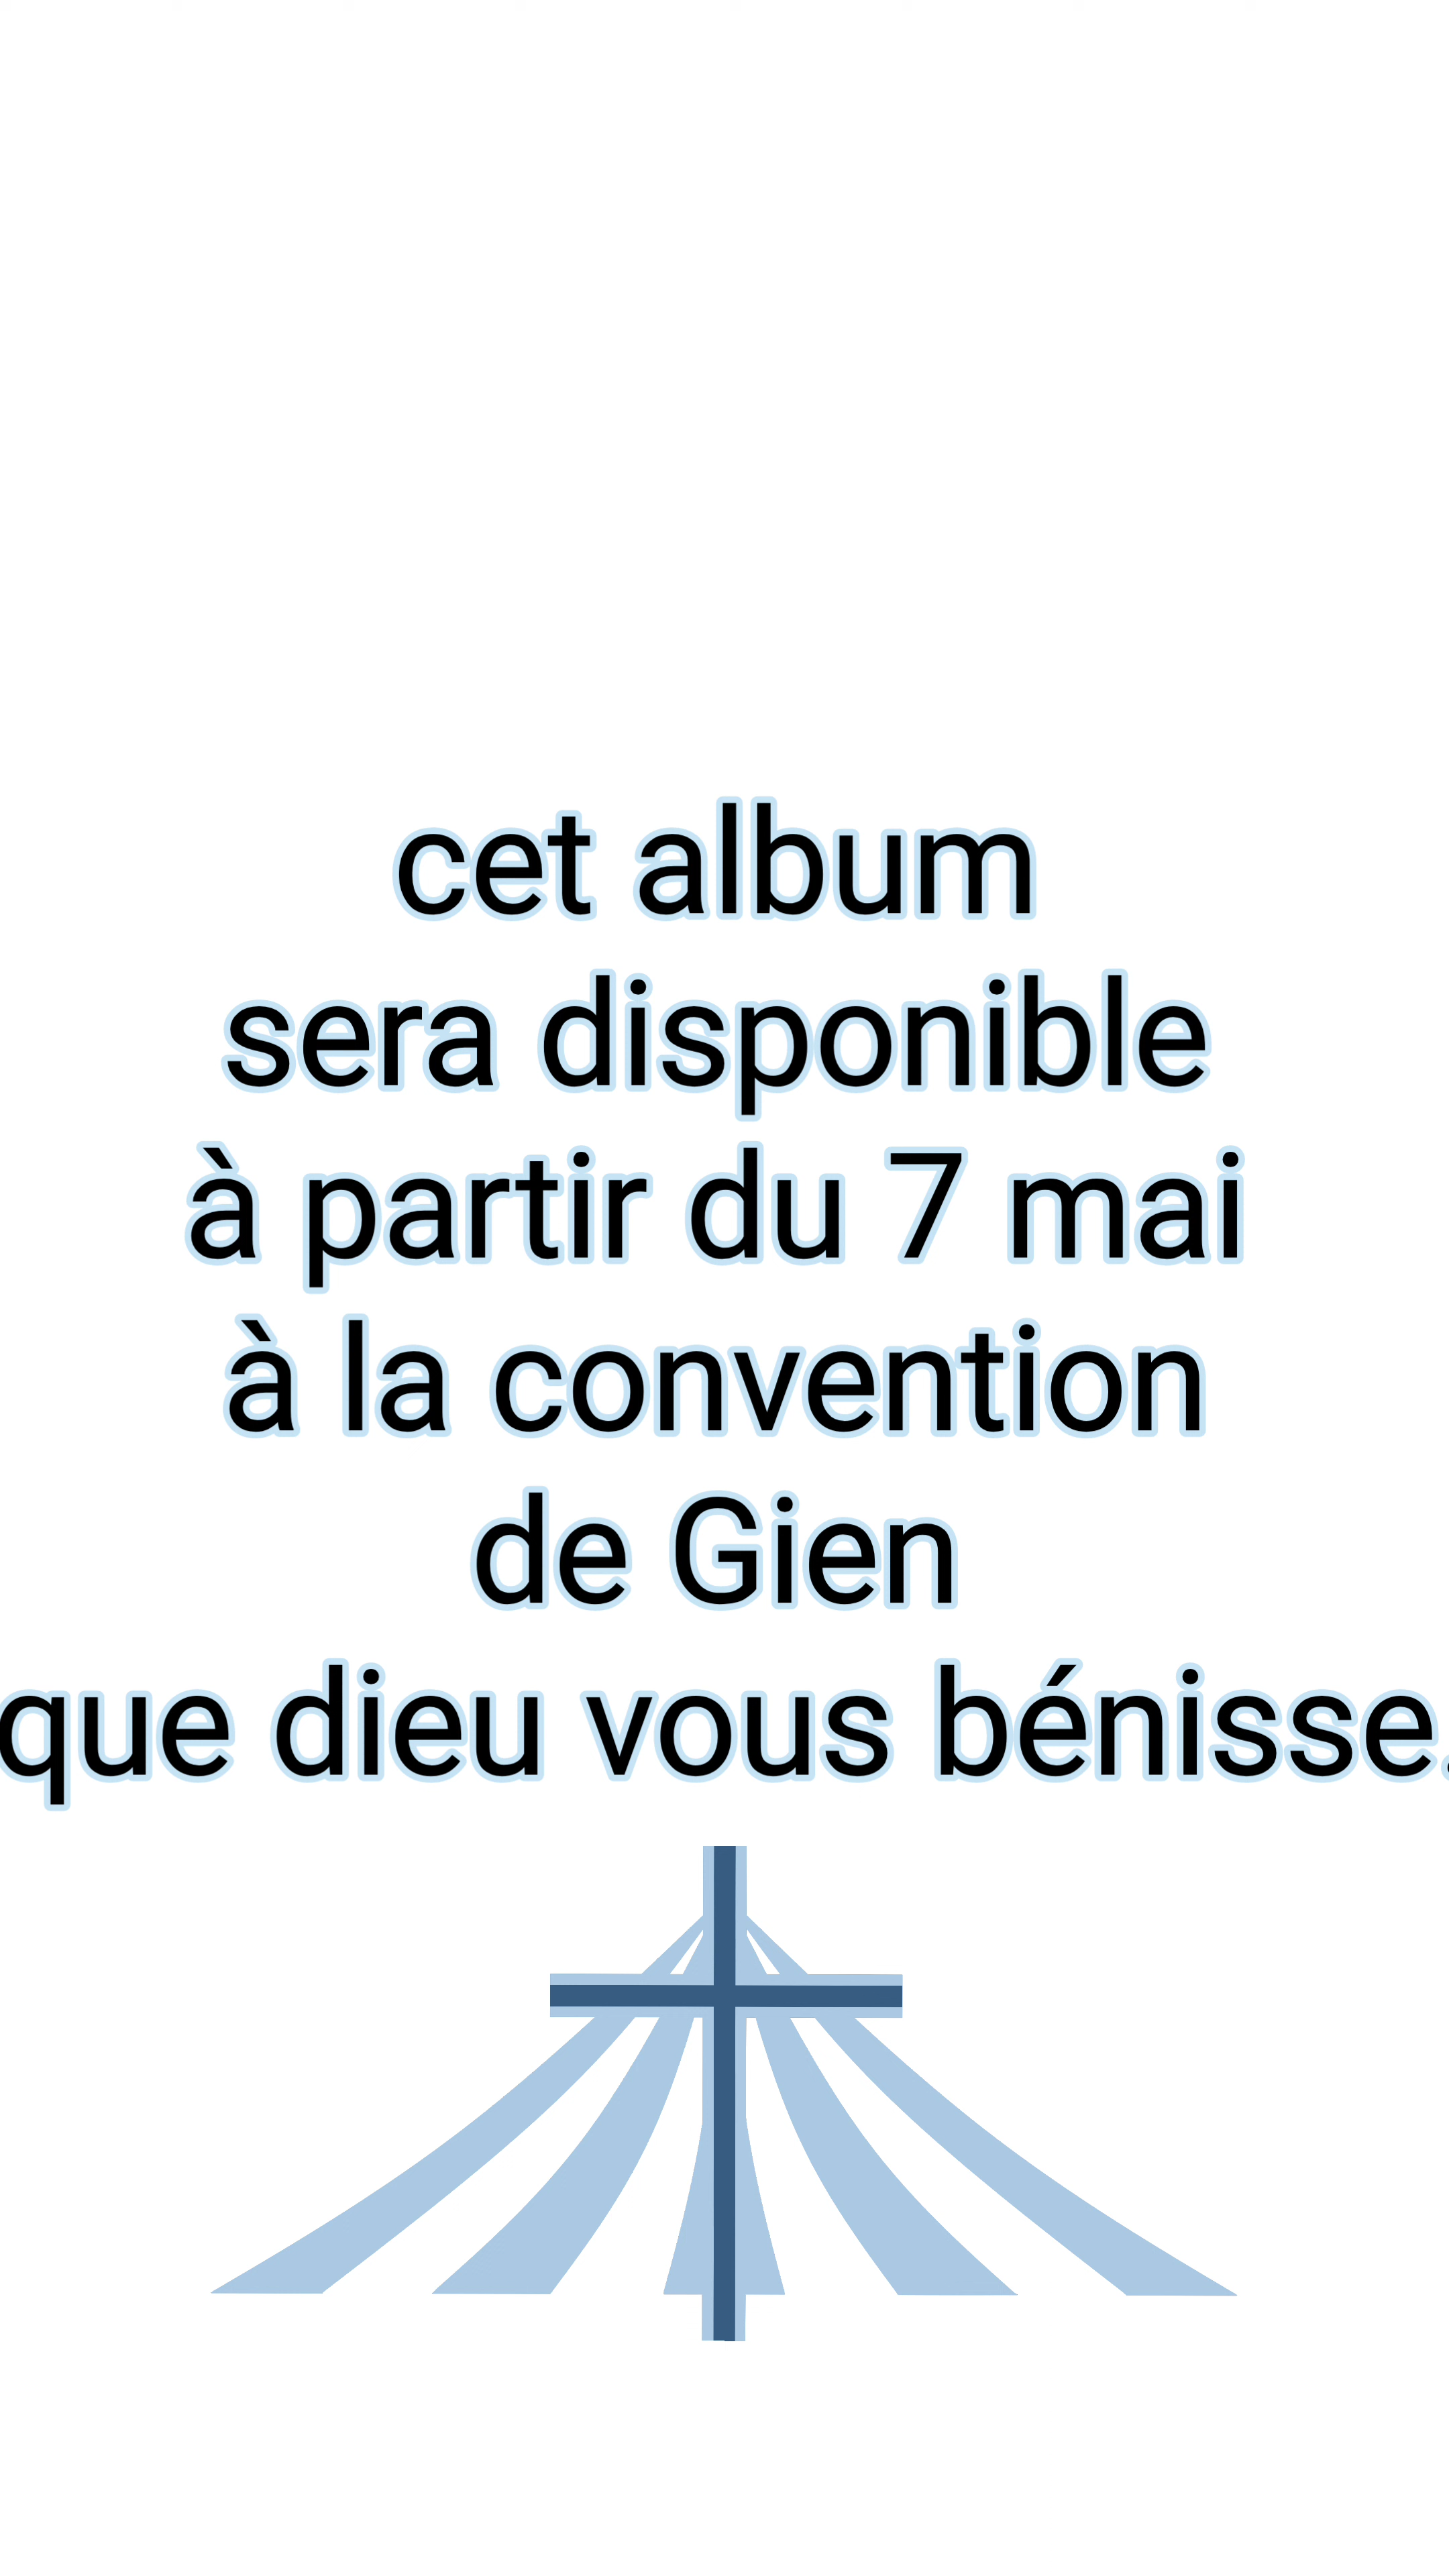 cet album
sera disponible
à partir du 7 mai
à la convention
de Gien
que dieu vous bénisse.